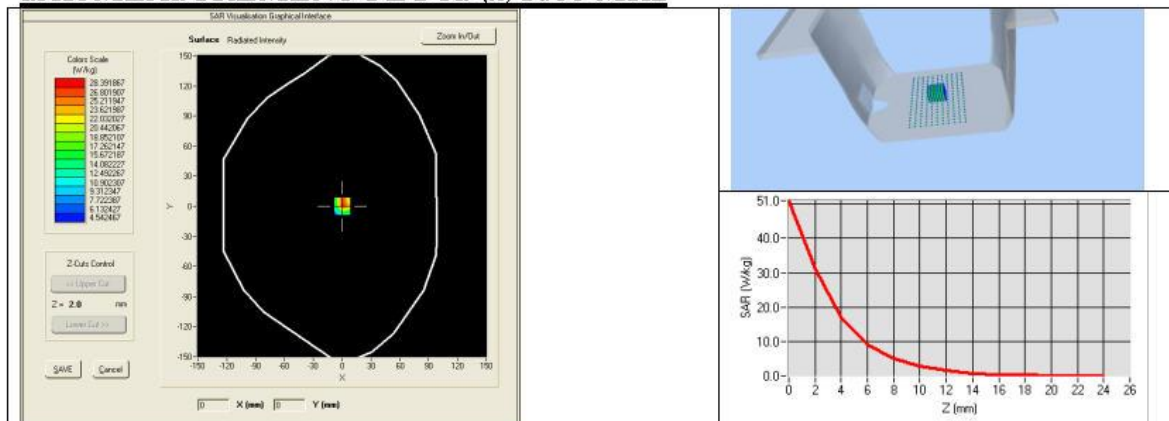 SAR Visualisation Graphical Interface
Surface Radiated Intensity
Zoom In/Out
Colors Scale
(W/kg)
28.391867
26.801907
25.211947
23.621987
22.032027
20.442067
18.852107
17.262147
15.672187
14.082227
12.492267
10.902307
9.312347
7.722387
6.132427
4.542467
Z-Cuts Control
<< Upper Cut
Z = 2.0 mm
Lower Cut >>
SAVE Cancel
150
120
90
60
30
0
-30
-60
-90
-120
-150
Y
-150 -120 -90 -60 -30 0 30 60 90 120 150
X
0 X (mm) 0 Y (mm)
51.0
40.0
30.0
20.0
10.0
0.0
SAR (W/kg)
0 2 4 6 8 10 12 14 16 18 20 22 24 26
Z (mm)